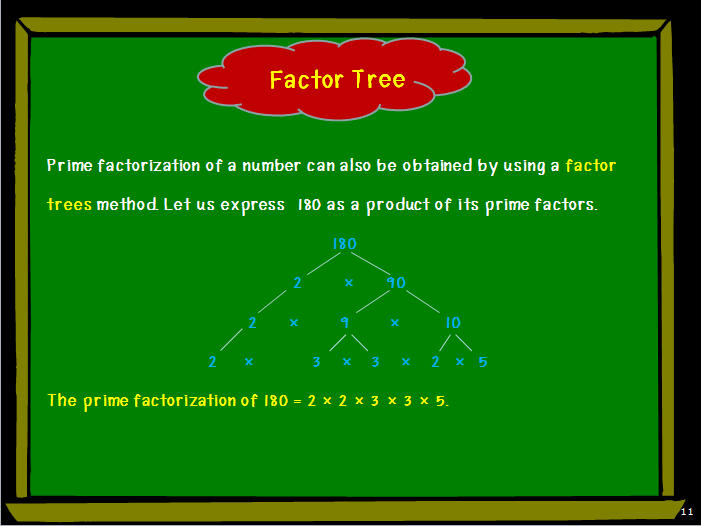 Factor Tree
Prime factorization of a number can also be obtained by using a factor
trees method. Let us express 180 as a product of its prime factors.
180
2 × 90
2 × 9 × 10
2 × 3 × 3 × 2 × 5
The prime factorization of 180 = 2 × 2 × 3 × 3 × 5.
11